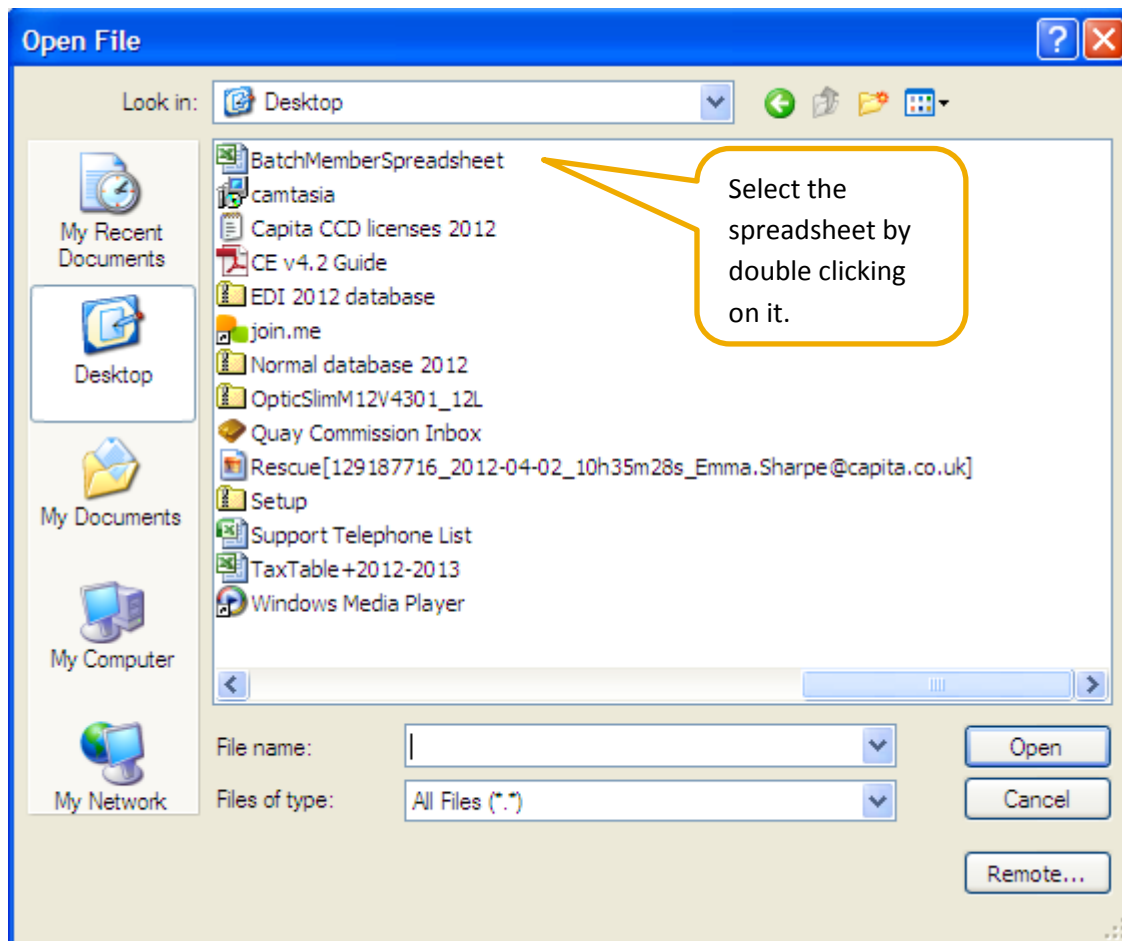 Open File
Look in:
Desktop
My Recent
Documents
Desktop
My Documents
My Computer
My Network
BatchMemberSpreadsheet
camtasia
Capita CCD licenses 2012
CE v4.2 Guide
EDI 2012 database
join.me
Normal database 2012
OpticSlimM12V4301_12L
Quay Commission Inbox
Rescue[129187716_2012-04-02_10h35m28s_Emma.Sharpe@capita.co.uk]
Setup
Support Telephone List
TaxTable+2012-2013
Windows Media Player
Select the
spreadsheet by
double clicking
on it.
File name:
Open
Files of type:
All Files (*.*)
Cancel
Remote...